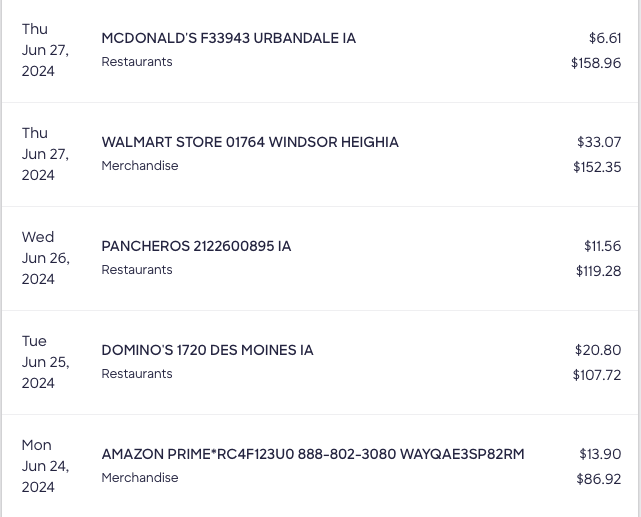 Thu
Jun 27,
2024
MCDONALD'S F33943 URBANDALE IA
Restaurants
$6.61
$158.96
Thu
Jun 27,
2024
WALMART STORE 01764 WINDSOR HEIGHIA
Merchandise
$33.07
$152.35
Wed
Jun 26,
2024
PANCHEROS 2122600895 IA
Restaurants
$11.56
$119.28
Tue
Jun 25,
2024
DOMINO'S 1720 DES MOINES IA
Restaurants
$20.80
$107.72
Mon
Jun 24,
2024
AMAZON PRIME*RC4F123U0 888-802-3080 WAYQAE3SP82RM
Merchandise
$13.90
$86.92